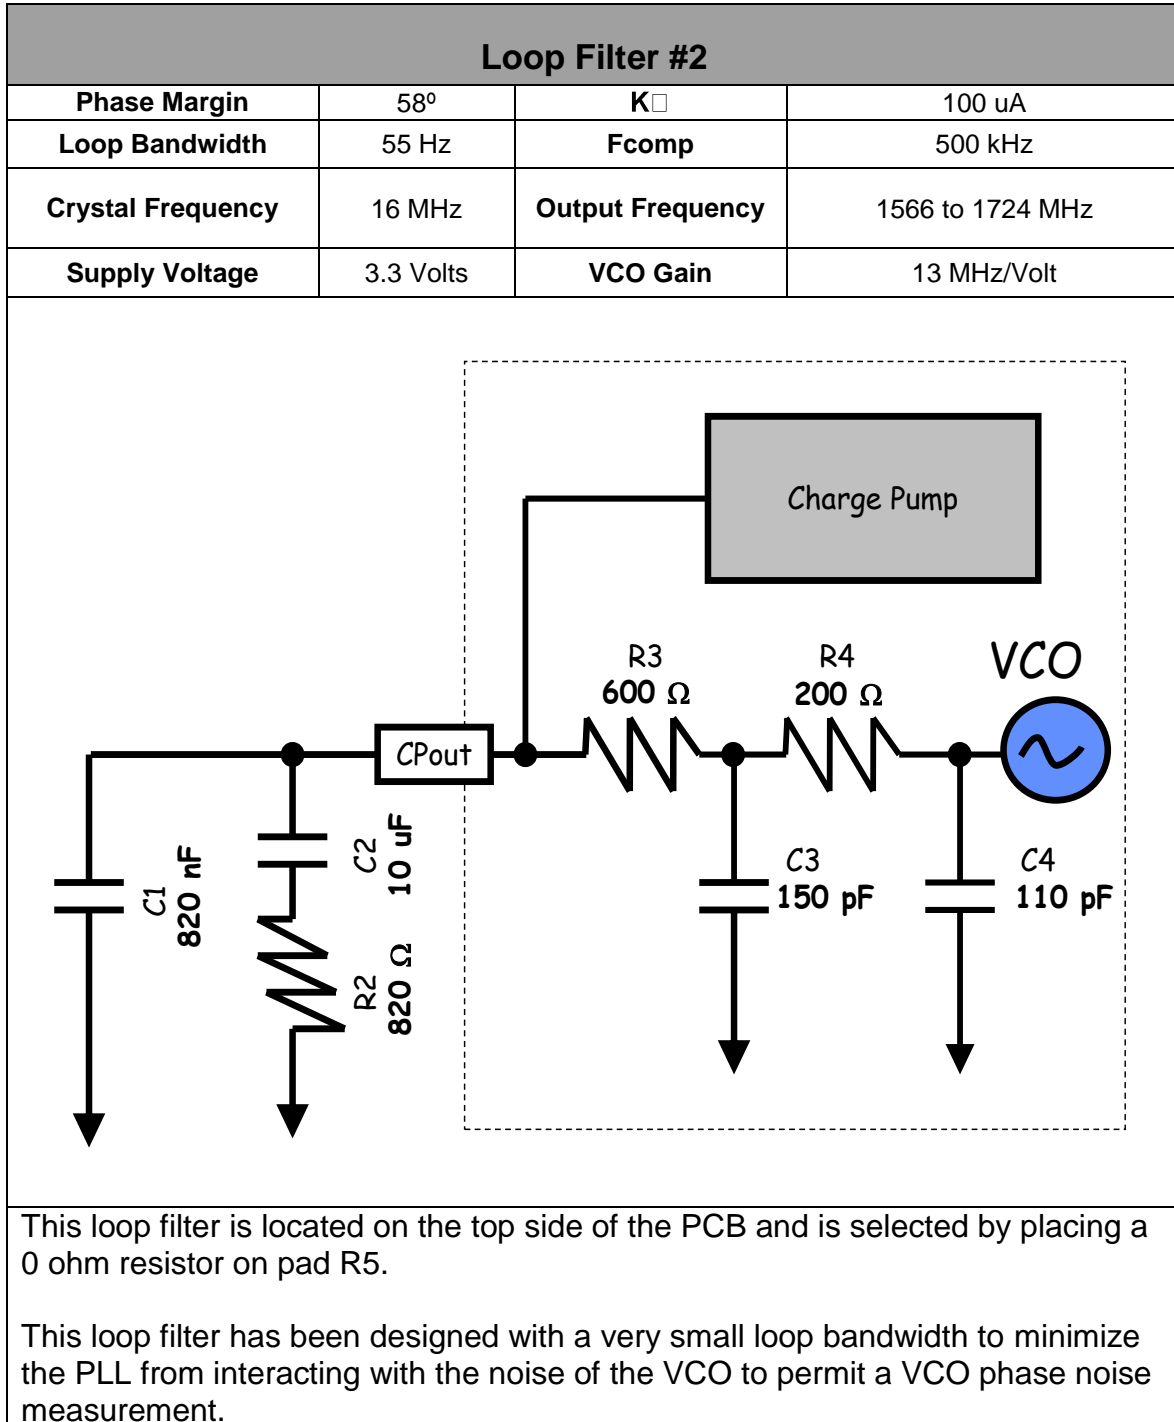 Loop Filter #2
Phase Margin 58º K□ 100 uA
Loop Bandwidth 55 Hz Fcomp 500 kHz
Crystal Frequency 16 MHz Output Frequency 1566 to 1724 MHz
Supply Voltage 3.3 Volts VCO Gain 13 MHz/Volt
Charge Pump
VCO
R3
600 Ω
R4
200 Ω
CPout
C1
820 nF
C2
10 uF
R2
820 Ω
C3
150 pF
C4
110 pF
This loop filter is located on the top side of the PCB and is selected by placing a
0 ohm resistor on pad R5.
This loop filter has been designed with a very small loop bandwidth to minimize
the PLL from interacting with the noise of the VCO to permit a VCO phase noise
measurement.